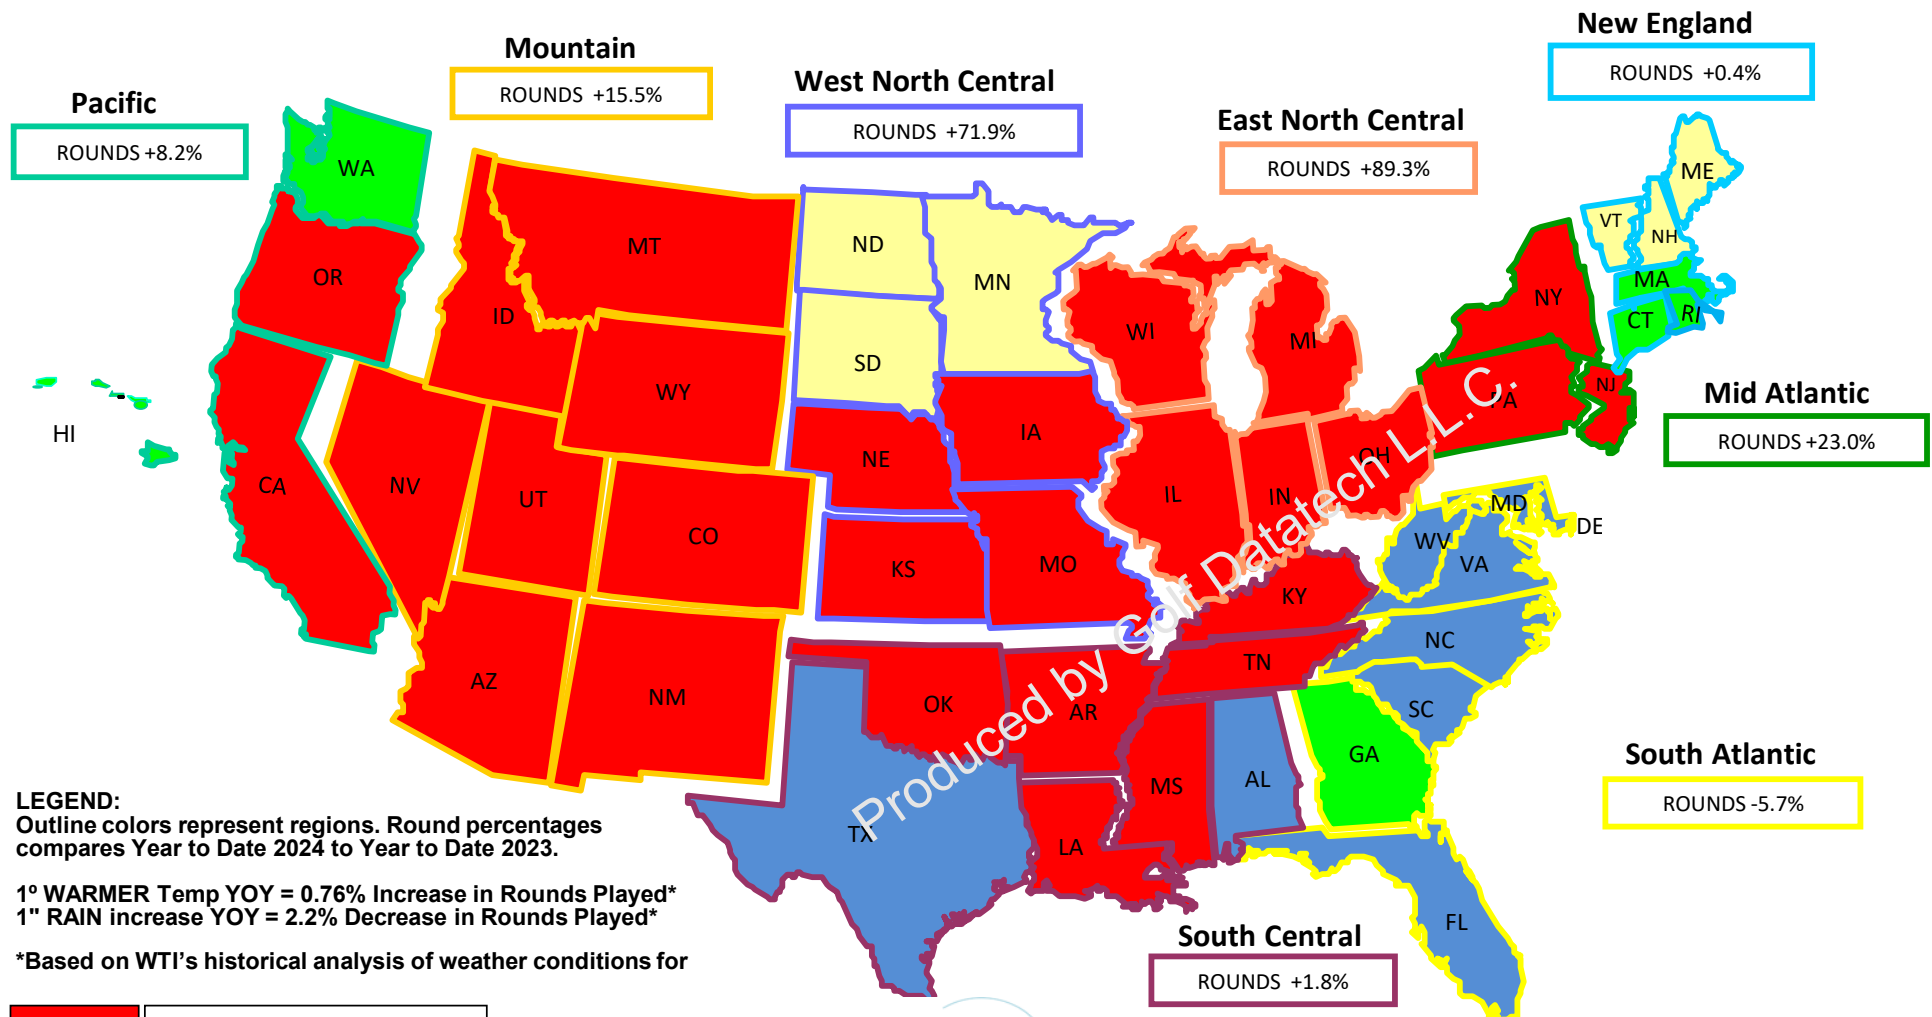 New England
ROUNDS +0.4%
Mountain
ROUNDS +15.5%
West North Central
ROUNDS +71.9%
Pacific
ROUNDS +8.2%
East North Central
ROUNDS +89.3%
WA
OR
CA
HI
MT
ID
WY
NV
UT
CO
AZ
NM
ND
MN
SD
NE
IA
KS
MO
WI
MI
IL
IN
OH
ME
VT
NH
MA
CT
RI
NY
PA
NJ
Mid Atlantic
ROUNDS +23.0%
MD
DE
WV
VA
NC
SC
GA
FL
KY
TN
OK
AR
MS
AL
TX
LA
Produced by Golf Datatech L.L.C.
South Atlantic
ROUNDS -5.7%
South Central
ROUNDS +1.8%
LEGEND:
Outline colors represent regions. Round percentages
compares Year to Date 2024 to Year to Date 2023.
1º WARMER Temp YOY = 0.76% Increase in Rounds Played*
1" RAIN increase YOY = 2.2% Decrease in Rounds Played*
*Based on WTI’s historical analysis of weather conditions for